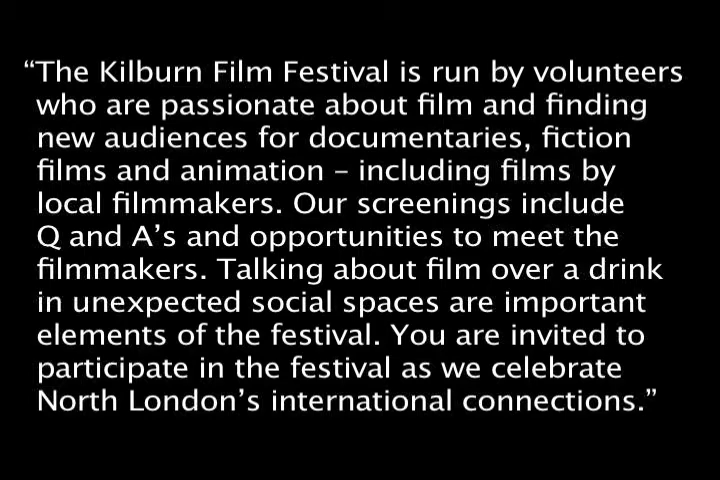 “The Kilburn Film Festival is run by volunteers
who are passionate about film and finding
new audiences for documentaries, fiction
films and animation – including films by
local filmmakers. Our screenings include
Q and A’s and opportunities to meet the
filmmakers. Talking about film over a drink
in unexpected social spaces are important
elements of the festival. You are invited to
participate in the festival as we celebrate
North London’s international connections.”